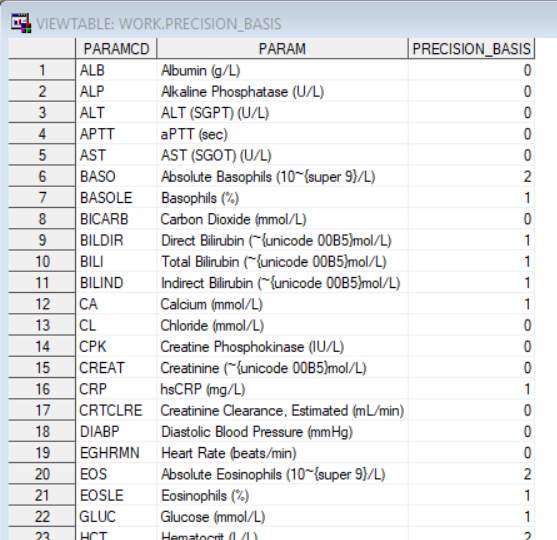 VIEWTABLE: WORK.PRECISION_BASIS
PARAMCD PARAM PRECISION_BASIS
1 ALB Albumin (g/L) 0
2 ALP Alkaline Phosphatase (U/L) 0
3 ALT ALT (SGPT) (U/L) 0
4 APTT aPTT (sec) 0
5 AST AST (SGOT) (U/L) 0
6 BASO Absolute Basophils (10~{super 9}/L) 2
7 BASOLE Basophils (%) 1
8 BICARB Carbon Dioxide (mmol/L) 0
9 BILDIR Direct Bilirubin (~{unicode 00B5}mol/L) 1
10 BILI Total Bilirubin (~{unicode 00B5}mol/L) 1
11 BILIND Indirect Bilirubin (~{unicode 00B5}mol/L) 1
12 CA Calcium (mmol/L) 1
13 CL Chloride (mmol/L) 0
14 CPK Creatine Phosphokinase (IU/L) 0
15 CREAT Creatinine (~{unicode 00B5}mol/L) 0
16 CRP hsCRP (mg/L) 1
17 CRTCLRE Creatinine Clearance, Estimated (mL/min) 0
18 DIABP Diastolic Blood Pressure (mmHg) 0
19 EGHRMN Heart Rate (beats/min) 0
20 EOS Absolute Eosinophils (10~{super 9}/L) 2
21 EOSLE Eosinophils (%) 1
22 GLUC Glucose (mmol/L) 1
23 HCT Hematocrit (L/L) 2